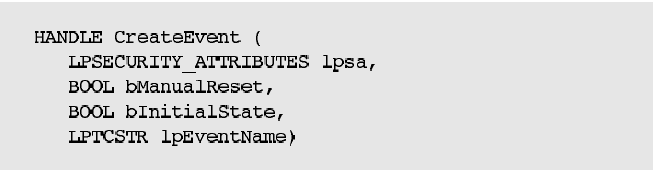 HANDLE CreateEvent (
LPSECURITY_ATTRIBUTES lpsa,
BOOL bManualReset,
BOOL bInitialState,
LPTCSTR lpEventName)